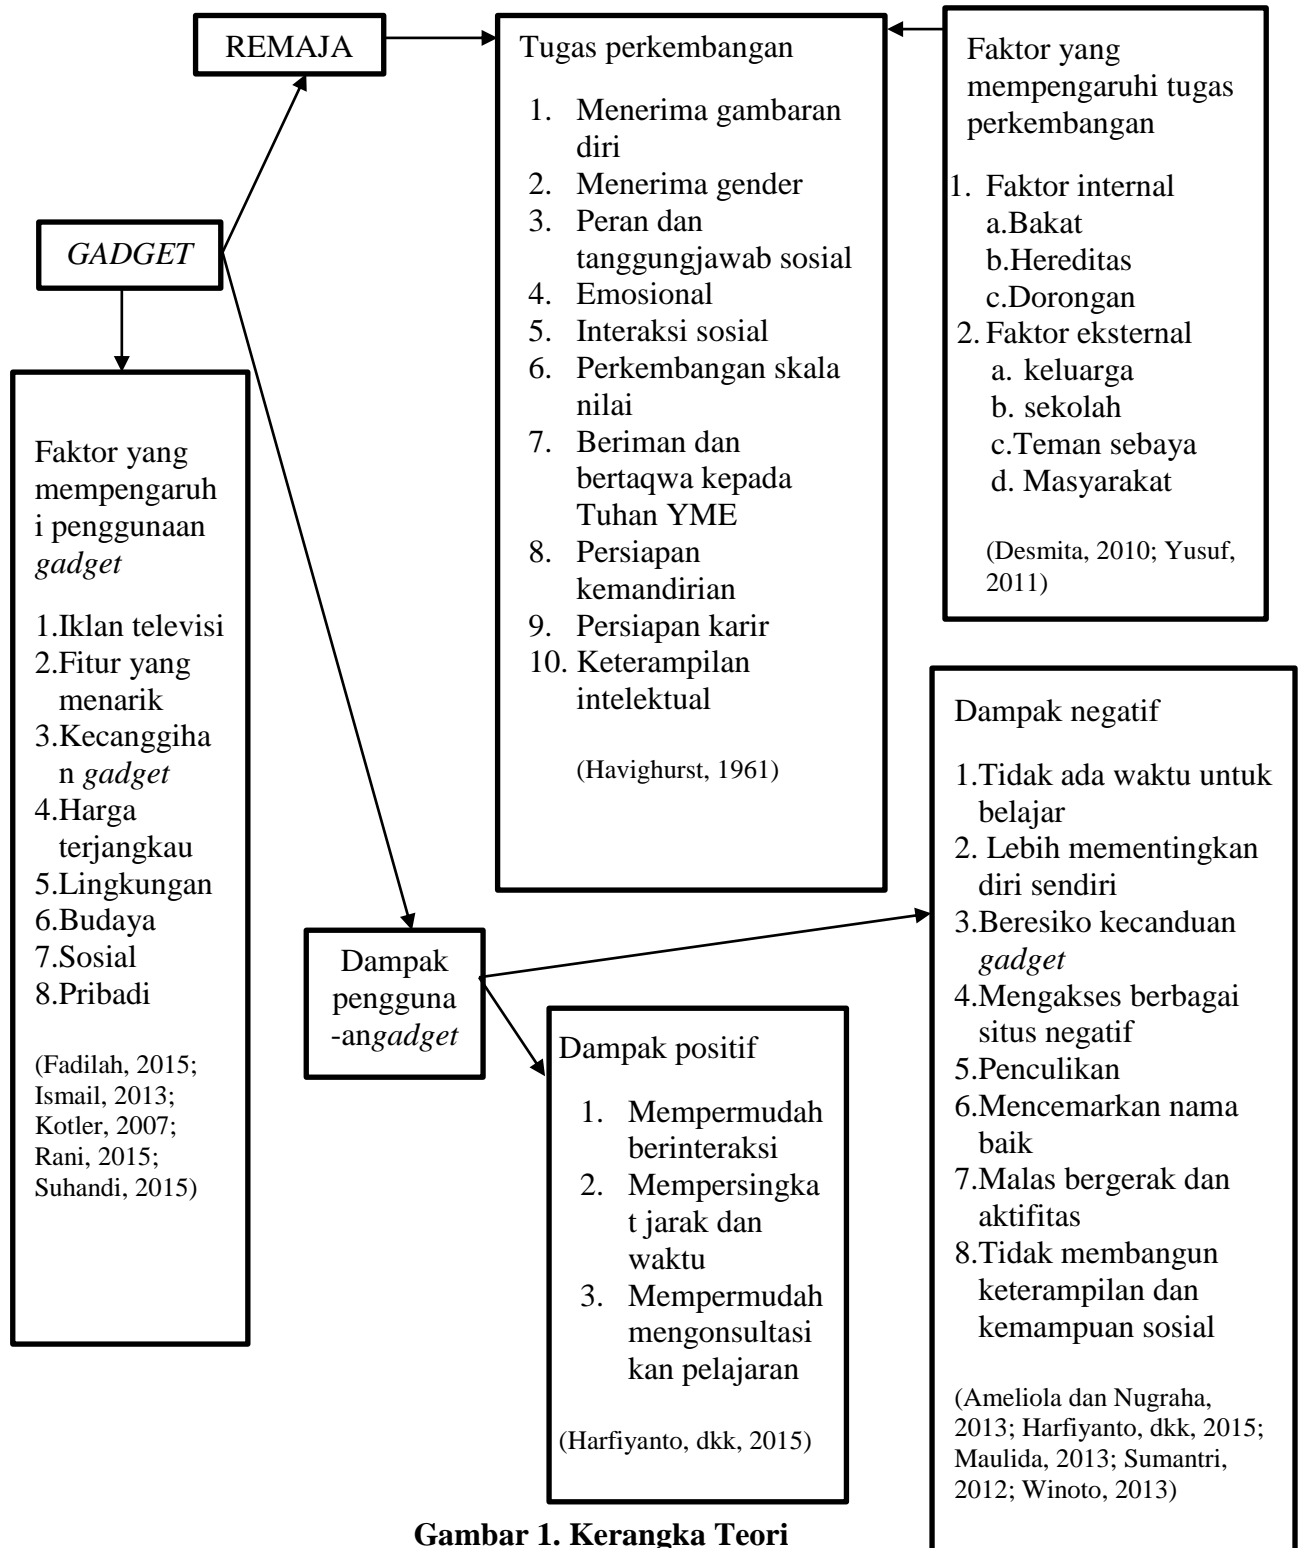 REMAJA
GADGET
Faktor yang
mempengaruh
i penggunaan
gadget
1.Iklan televisi
2.Fitur yang
menarik
3.Kecanggiha
n gadget
4.Harga
terjangkau
5.Lingkungan
6.Budaya
7.Sosial
8.Pribadi
(Fadilah, 2015;
Ismail, 2013;
Kotler, 2007;
Rani, 2015;
Suhandi, 2015)
Tugas perkembangan
1. Menerima gambaran
diri
2. Menerima gender
3. Peran dan
tanggungjawab sosial
4. Emosional
5. Interaksi sosial
6. Perkembangan skala
nilai
7. Beriman dan
bertaqwa kepada
Tuhan YME
8. Persiapan
kemandirian
9. Persiapan karir
10. Keterampilan
intelektual
(Havighurst, 1961)
Faktor yang
mempengaruhi tugas
perkembangan
1. Faktor internal
a.Bakat
b.Hereditas
c.Dorongan
2. Faktor eksternal
a. keluarga
b. sekolah
c.Teman sebaya
d. Masyarakat
(Desmita, 2010; Yusuf,
2011)
Dampak
pengguna
-angadget
Dampak positif
1. Mempermudah
berinteraksi
2. Mempersingka
t jarak dan
waktu
3. Mempermudah
mengonsultasi
kan pelajaran
(Harfiyanto, dkk, 2015)
Dampak negatif
1.Tidak ada waktu untuk
belajar
2. Lebih mementingkan
diri sendiri
3.Beresiko kecanduan
gadget
4.Mengakses berbagai
situs negatif
5.Penculikan
6.Mencemarkan nama
baik
7.Malas bergerak dan
aktifitas
8.Tidak membangun
keterampilan dan
kemampuan sosial
(Ameliola dan Nugraha,
2013; Harfiyanto, dkk, 2015;
Maulida, 2013; Sumantri,
2012; Winoto, 2013)
Gambar 1. Kerangka Teori